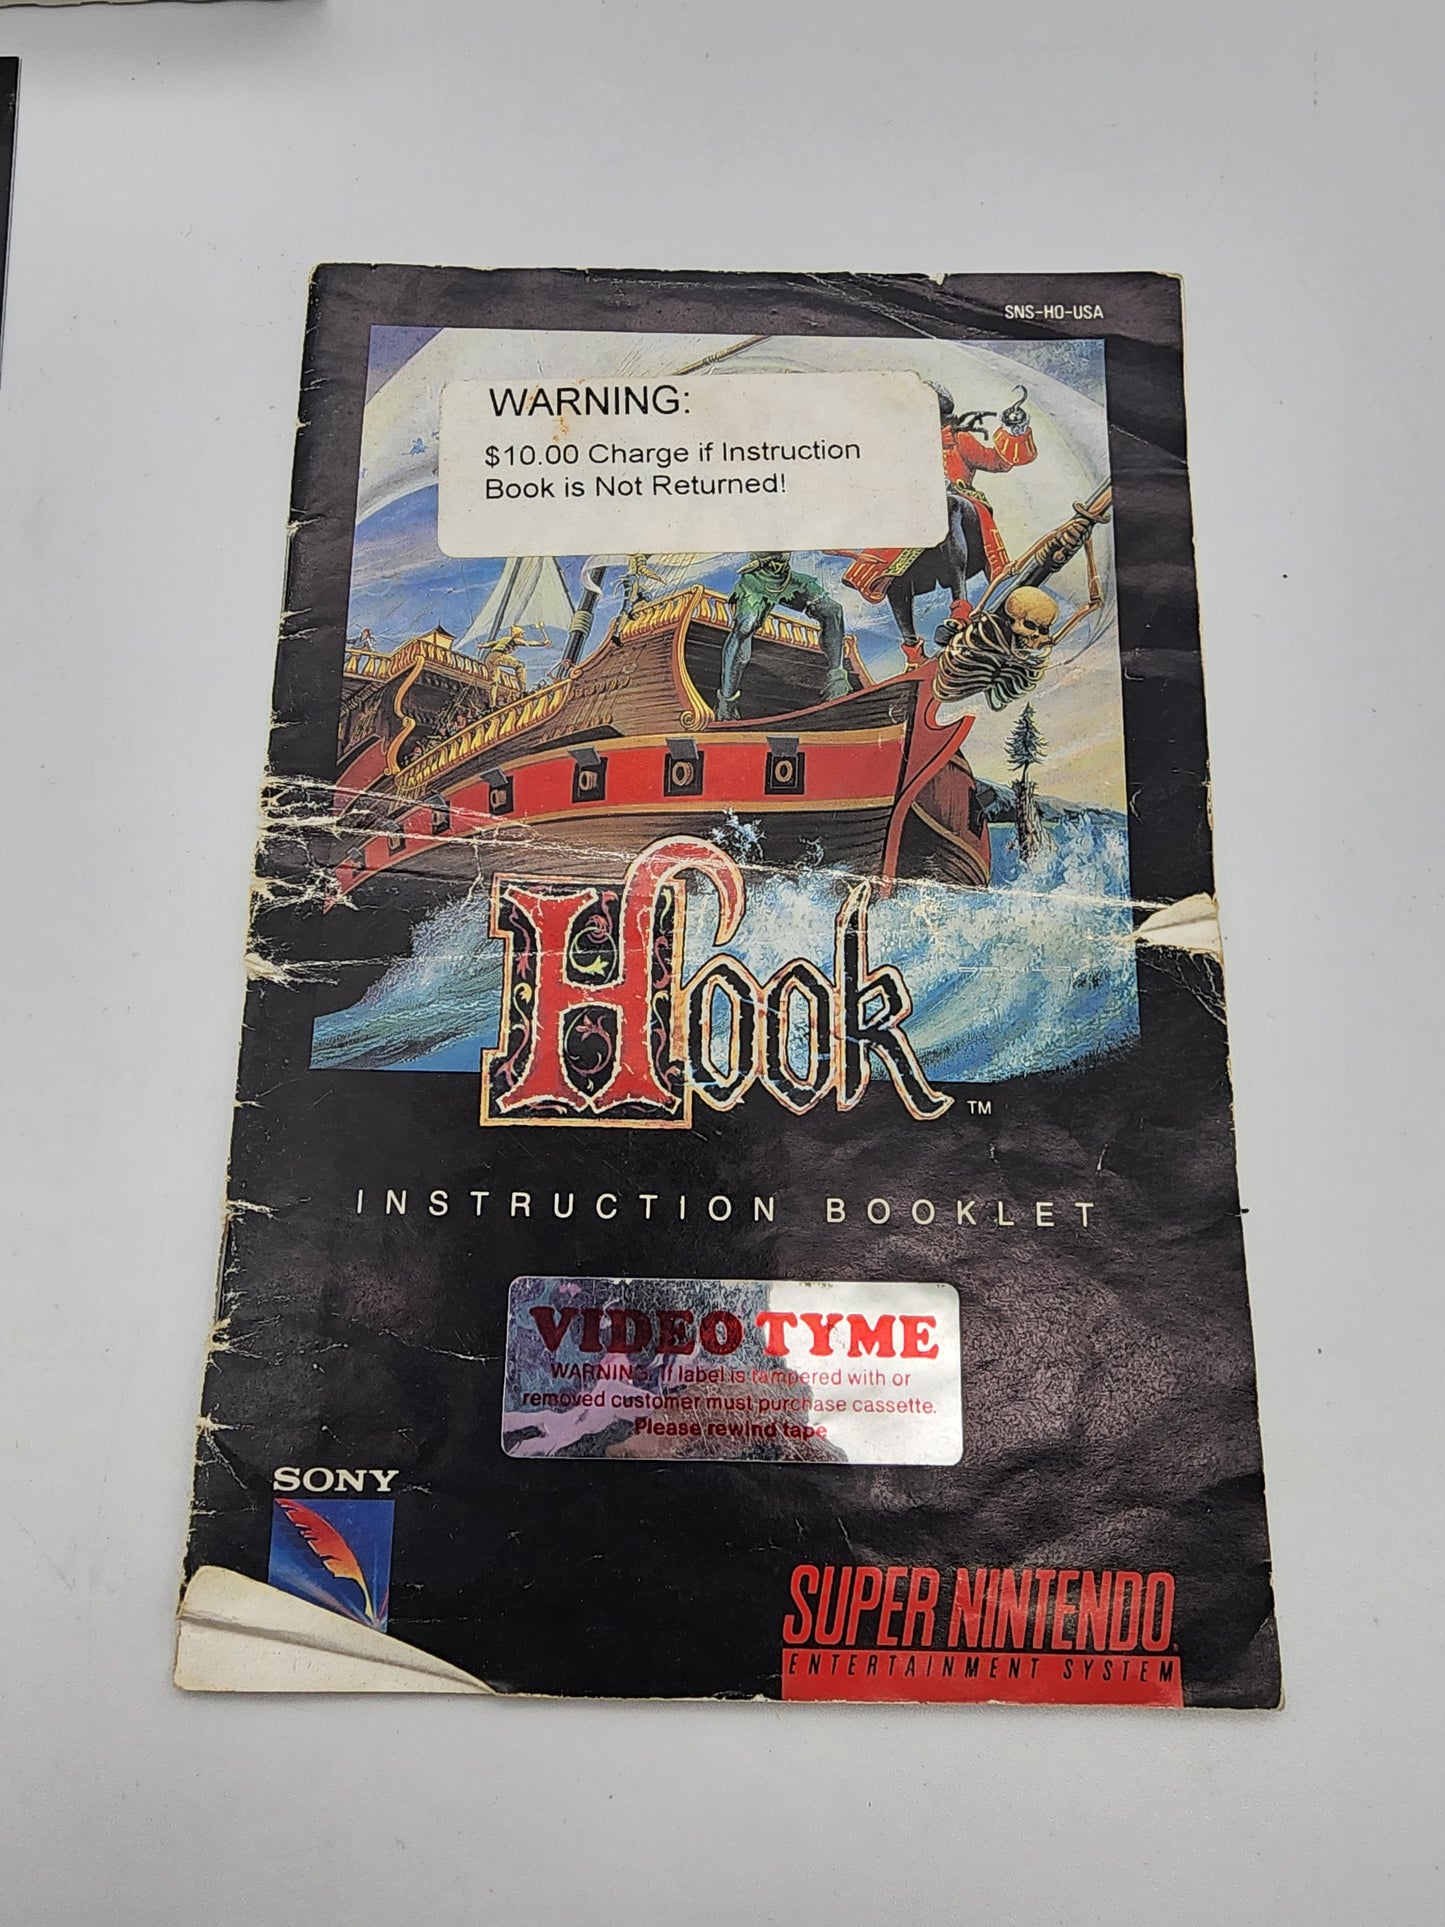 SNS-HO-USA
WARNING:
$10.00 Charge if Instruction
Book is Not Returned!
Hook
TM
INSTRUCTION BOOKLET
VIDEO TYME
WARNING: If label is tampered with or
removed customer must purchase cassette.
Please rewind tape
SONY
SUPER NINTENDO
ENTERTAINMENT SYSTEM